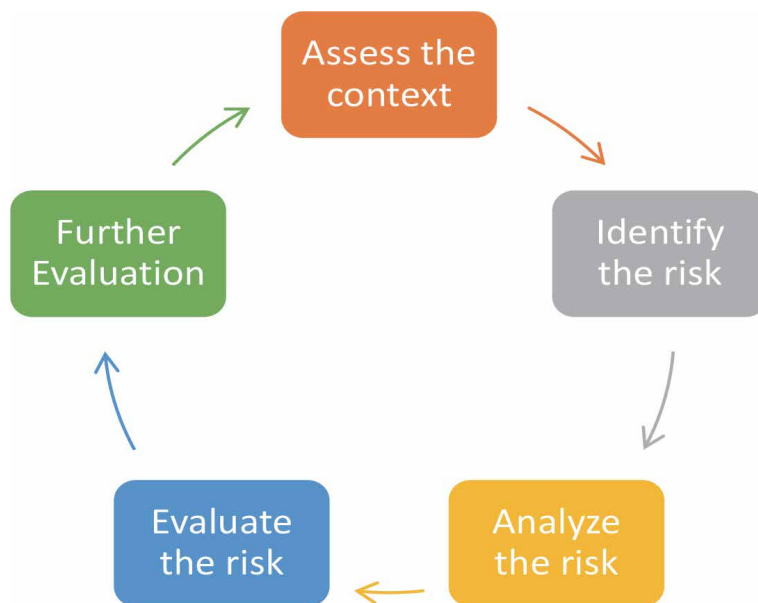 Assess the
context
Identify
the risk
Analyze
the risk
Evaluate
the risk
Further
Evaluation